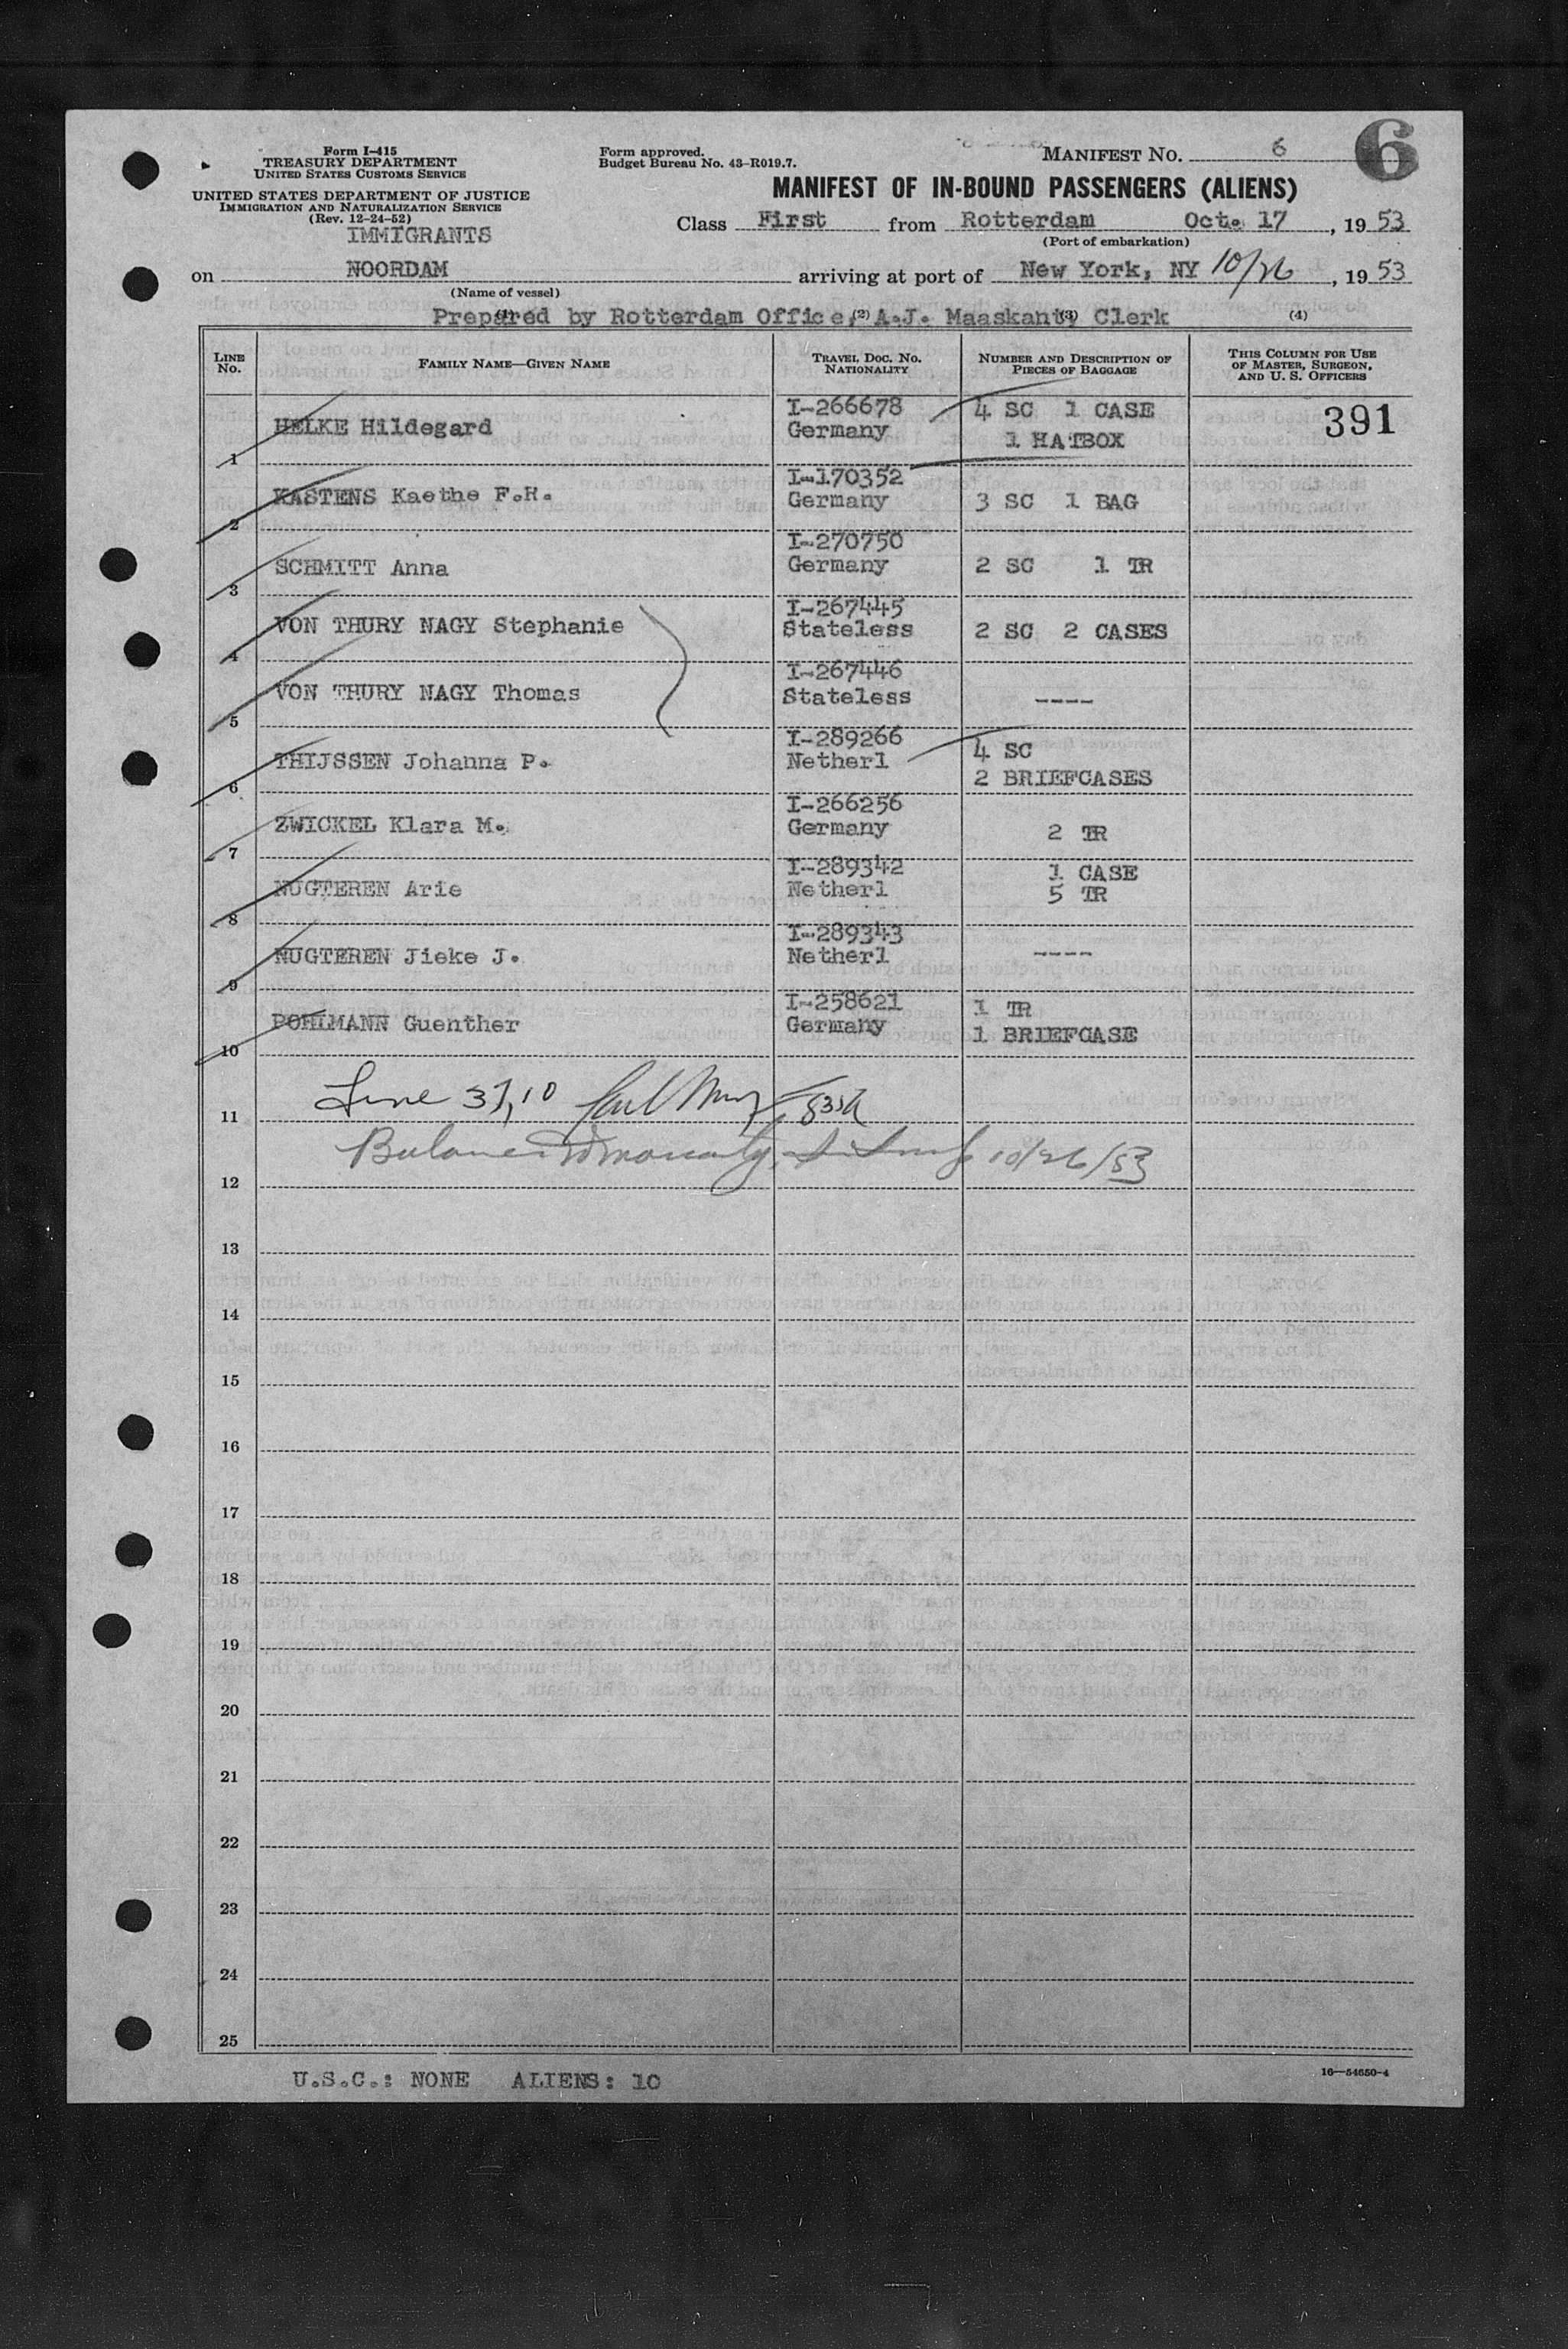 Form I-415
TREASURY DEPARTMENT
UNITED STATES CUSTOMS SERVICE
UNITED STATES DEPARTMENT OF JUSTICE
IMMIGRATION AND NATURALIZATION SERVICE
(Rev. 12-24-52)
IMMIGRANTS
Form approved.
Budget Bureau No. 43-R019.7.
MANIFEST NO. 6
6
MANIFEST OF IN-BOUND PASSENGERS (ALIENS)
Class First from Rotterdam Oct. 17, 1953
(Port of embarkation)
on NOORDAM arriving at port of New York, NY 10/26, 1953
(Name of vessel)
Prepared by Rotterdam Office, A.J. Maaskant, Clerk
(1) (2) (3) (4)
LINE NO. FAMILY NAME—GIVEN NAME TRAVEL DOC. NO. NATIONALITY NUMBER AND DESCRIPTION OF PIECES OF BAGGAGE THIS COLUMN FOR USE OF MASTER, SURGEON, AND U. S. OFFICERS
1 HELKE Hildegard I-266678 Germany 4 SC 1 CASE 1 HATBOX 391
2 KASTENS Kaethe F.H. I-170352 Germany 3 SC 1 BAG
3 SCHMITT Anna I-270750 Germany 2 SC 1 TR
4 VON THURY NAGY Stephanie I-267445 Stateless 2 SC 2 CASES
5 VON THURY NAGY Thomas I-267446 Stateless ----
6 THIJSSEN Johanna P. I-289266 Netherl 4 SC 2 BRIEFCASES
7 ZWICKEL Klara M. I-266256 Germany 2 TR
8 NUGTEREN Arie I-289342 Netherl 1 CASE 5 TR
9 NUGTEREN Jieke J. I-289343 Netherl ----
10 POHLMANN Guenther I-258621 Germany 1 TR 1 BRIEFCASE
11 Line 37,10
12 10/26/53
13
14
15
16
17
18
19
20
21
22
23
24
25
U.S.C.: NONE ALIENS: 10
16—54650-4